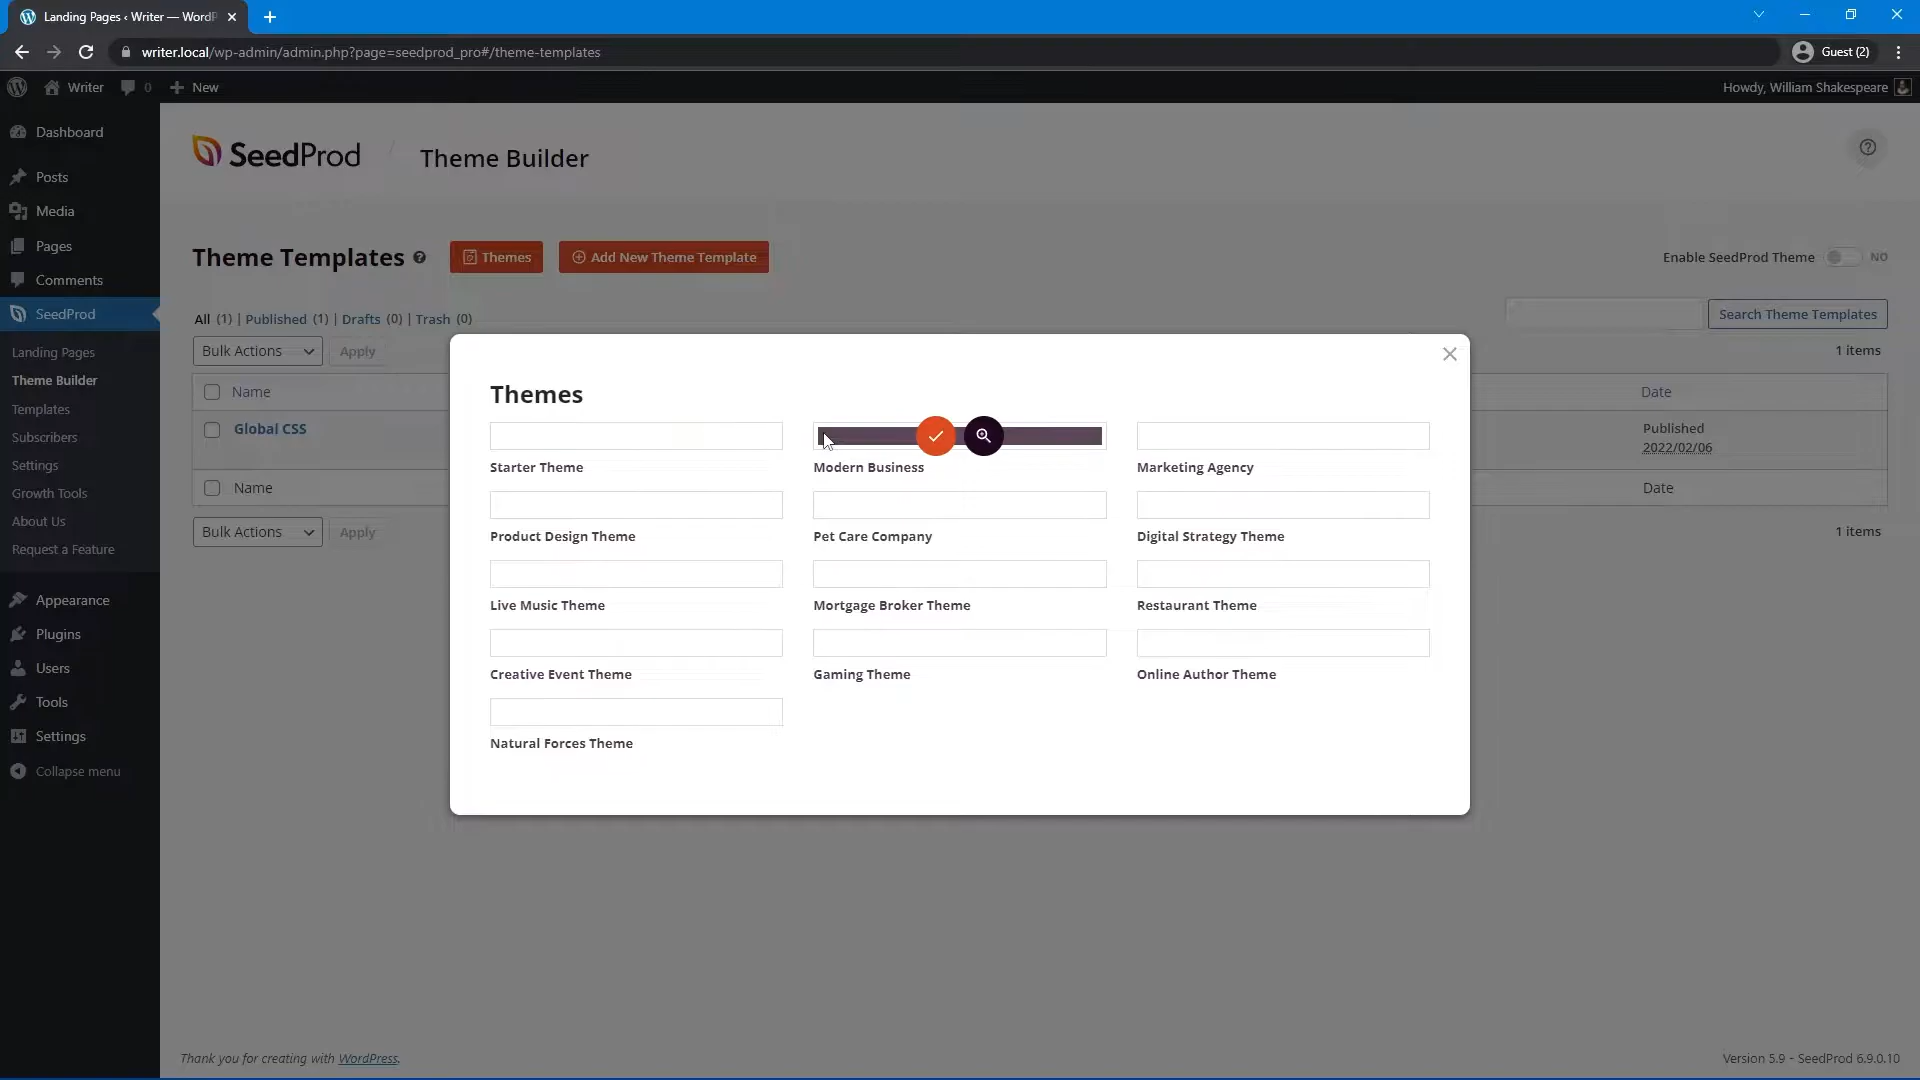 Landing Pages ‹ Writer — WordP
writer.local/wp-admin/admin.php?page=seedprod_pro#/theme-templates
Guest (2)
Writer
0
New
Howdy, William Shakespeare
Dashboard
Posts
Media
Pages
Comments
SeedProd
Landing Pages
Theme Builder
Templates
Subscribers
Settings
Growth Tools
About Us
Request a Feature
Appearance
Plugins
Users
Tools
Settings
Collapse menu
SeedProd / Theme Builder
Theme Templates
Themes
Add New Theme Template
Enable SeedProd Theme
NO
All (1) | Published (1) | Drafts (0) | Trash (0)
Search Theme Templates
Bulk Actions
Apply
1 items
Name
Date
Global CSS
Published
2022/02/06
Name
Date
Bulk Actions
Apply
1 items
Themes
Starter Theme
Modern Business
Marketing Agency
Product Design Theme
Pet Care Company
Digital Strategy Theme
Live Music Theme
Mortgage Broker Theme
Restaurant Theme
Creative Event Theme
Gaming Theme
Online Author Theme
Natural Forces Theme
Thank you for creating with WordPress.
Version 5.9 - SeedProd 6.9.0.10